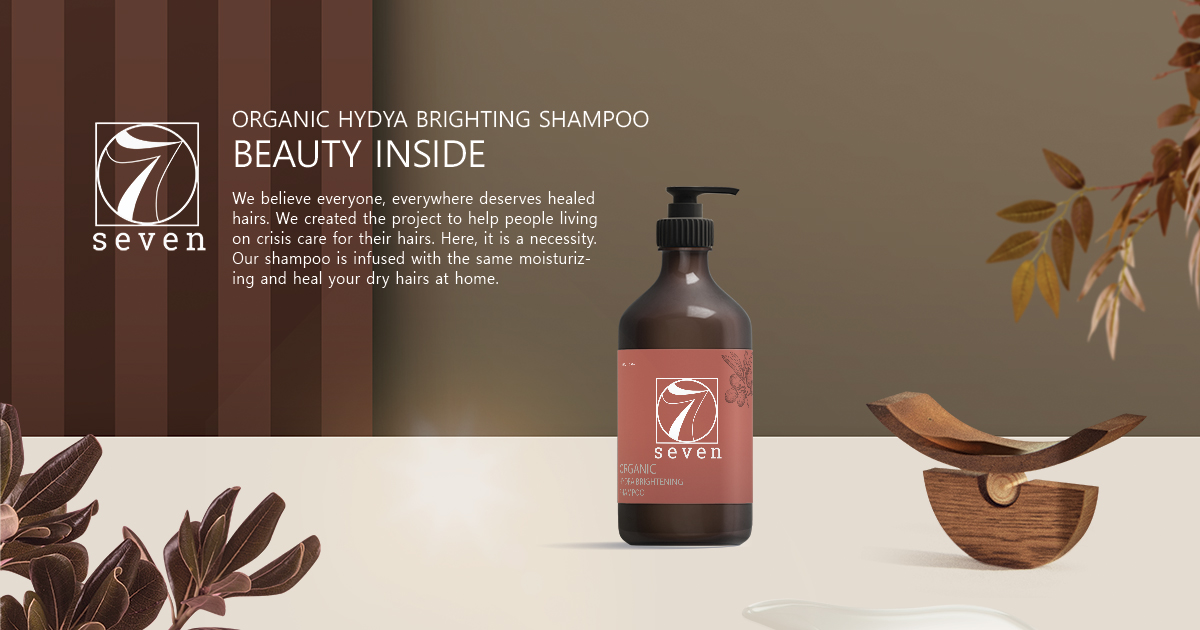 7
seven
ORGANIC HYDYA BRIGHTING SHAMPOO
BEAUTY INSIDE
We believe everyone, everywhere deserves healed
hairs. We created the project to help people living
on crisis care for their hairs. Here, it is a necessity.
Our shampoo is infused with the same moisturiz-
ing and heal your dry hairs at home.
7
seven
ORGANIC
BRIGHTENING